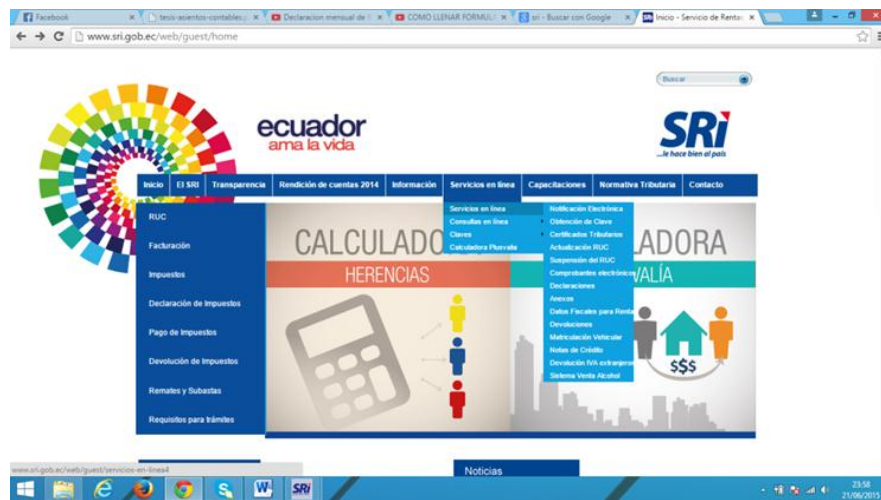 Facebook
tesis-asientos-contables
Declaracion mensual de
COMO LLENAR FORMUL
sri - Buscar con Google
Inicio - Servicio de Rentas
www.sri.gob.ec/web/guest/home
Buscar
ecuador
ama la vida
SRi
...le hace bien al país
Inicio El SRI Transparencia Rendición de cuentas 2014 Información Servicios en línea Capacitaciones Normativa Tributaria Contacto
RUC
Facturación
Impuestos
Declaración de Impuestos
Pago de Impuestos
Devolución de Impuestos
Remates y Subastas
Requisitos para trámites
Servicios en línea
Consultas en línea
Claves
Calculadora Plusvalía
Notificación Electrónica
Obtención de Clave
Certificados Tributarios
Actualización RUC
Suspensión del RUC
Comprobantes electrónicos
Declaraciones
Anexos
Datos Fiscales para Renta
Devoluciones
Matriculación Vehicular
Notas de Crédito
Devolución IVA extranjeros
Sistema Venta Alcohol
CALCULADO
HERENCIAS
LADORA
VALÍA
$$$
Noticias
www.sri.gob.ec/web/guest/servicios-en-linea4
SRi
23:58
21/06/2015